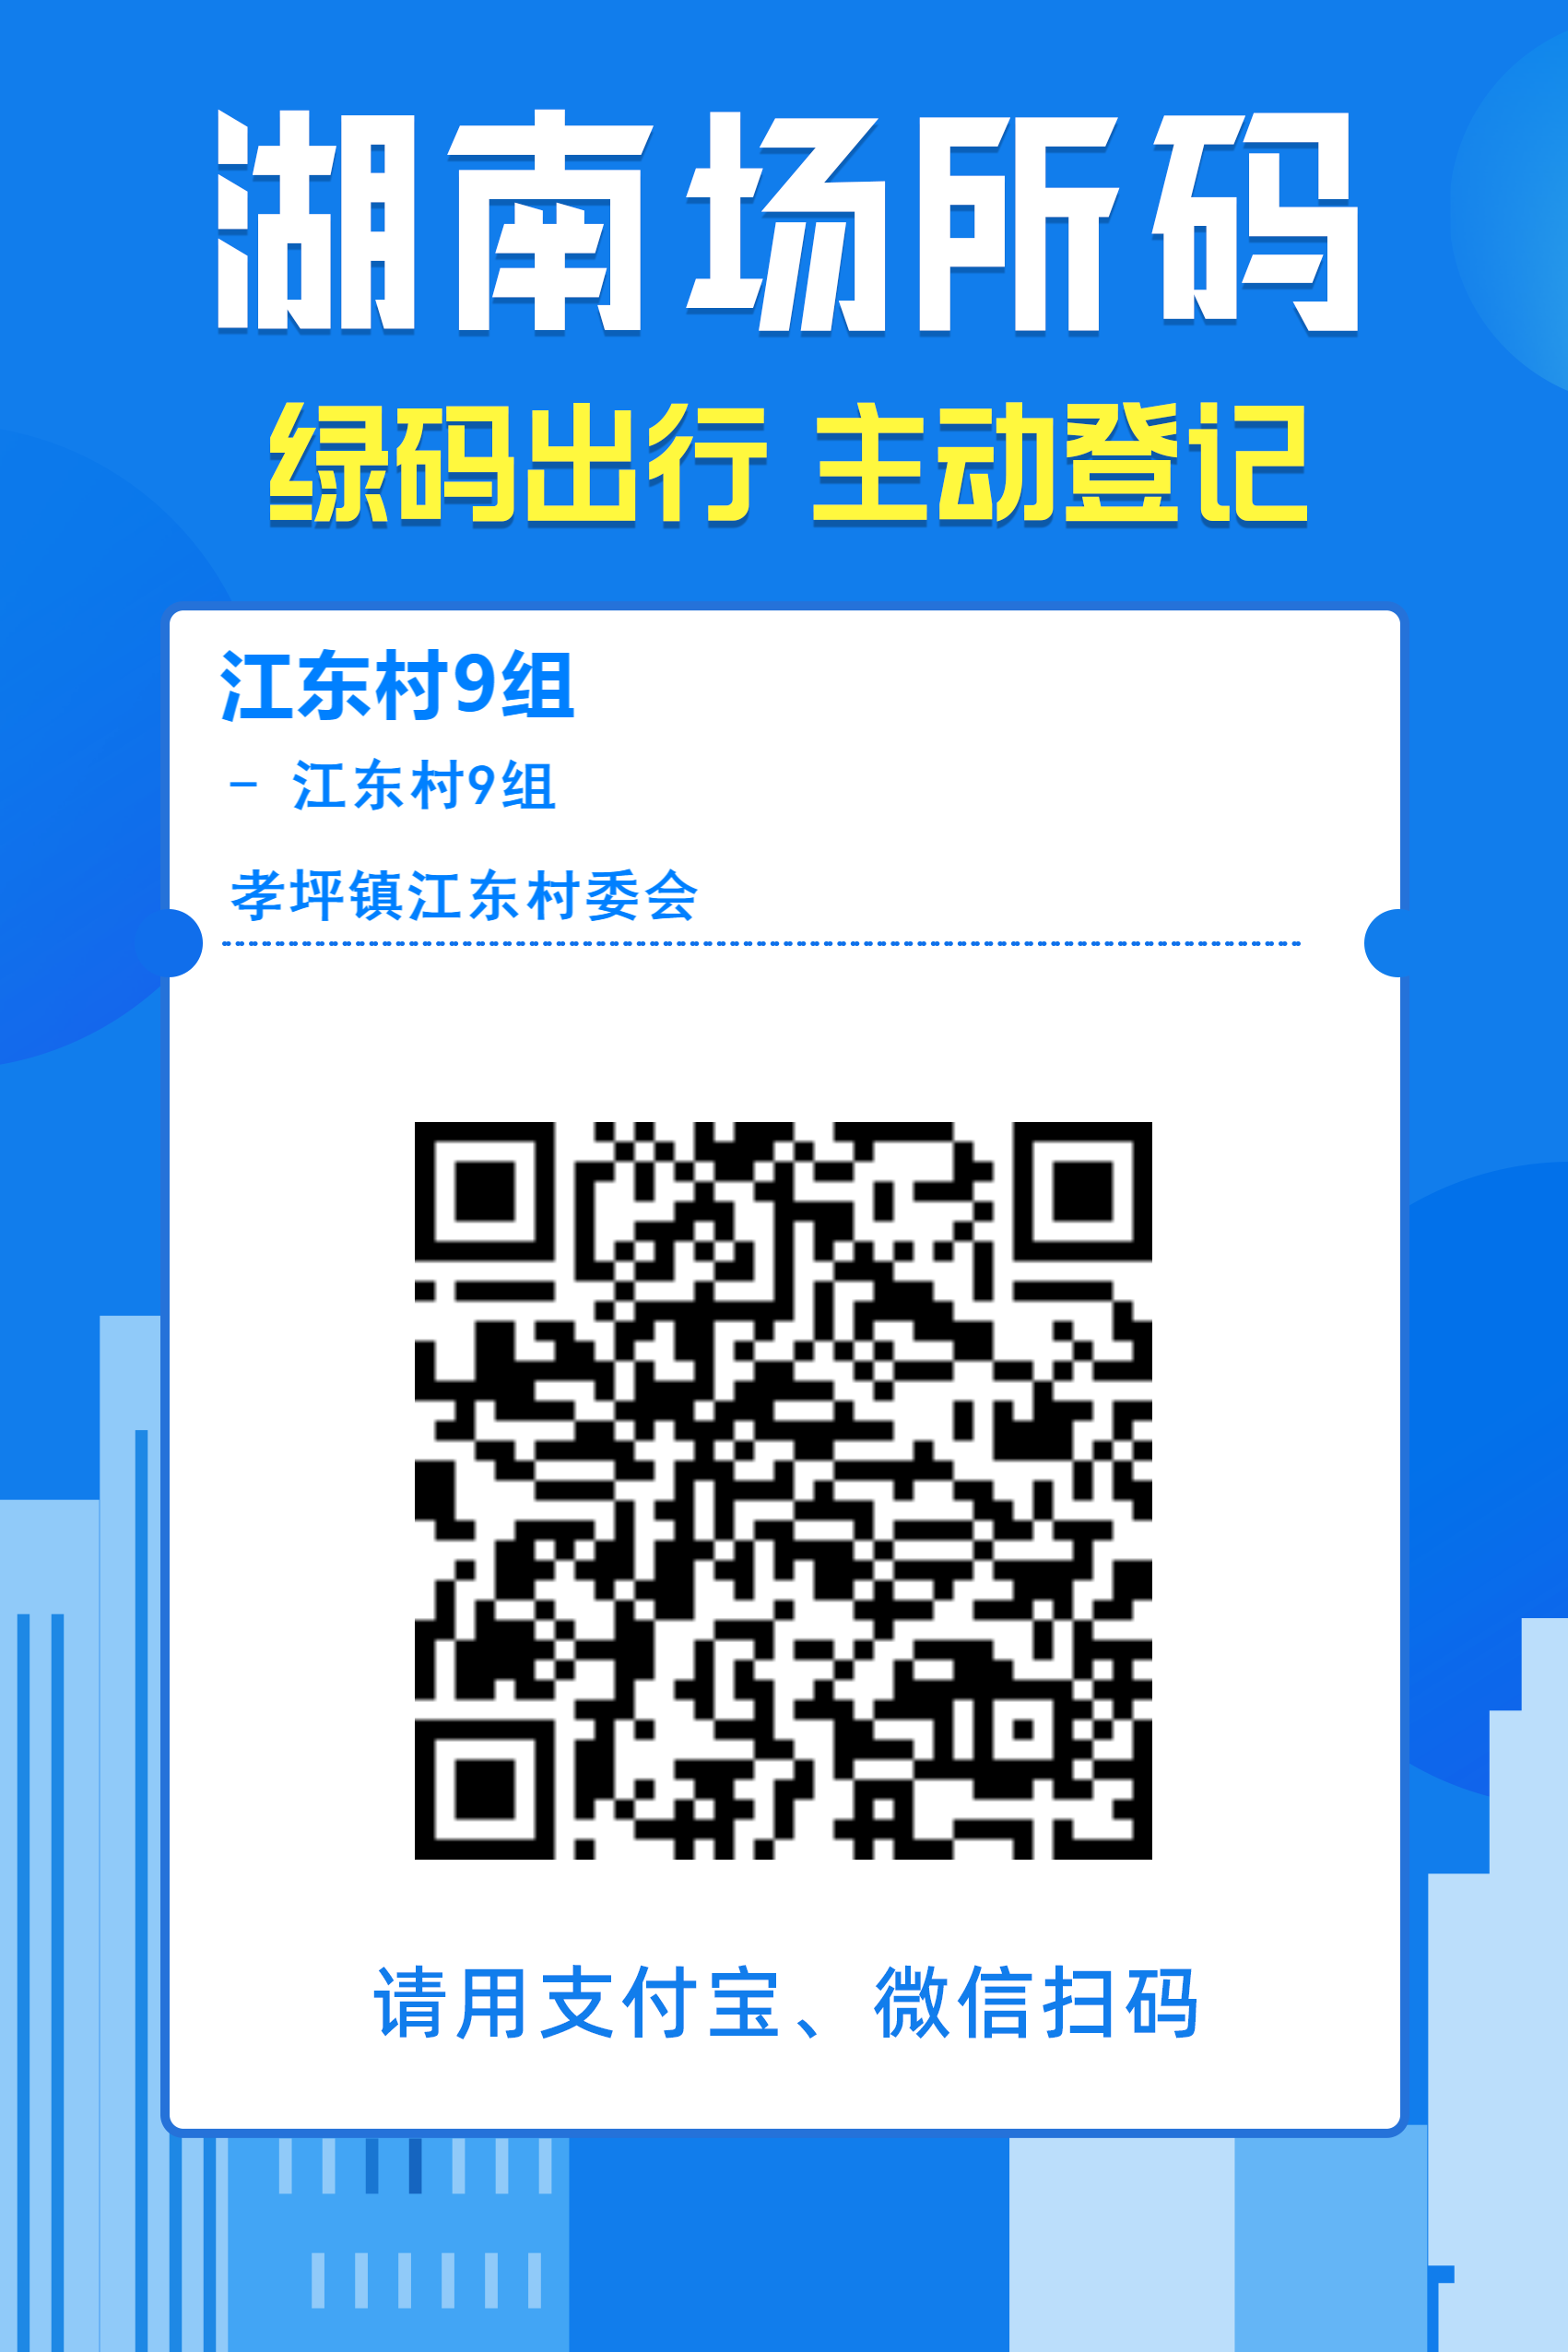 湖南场所码
绿码出行 主动登记
江东村9组
－ 江东村9组
孝坪镇江东村委会
请用支付宝、微信扫码